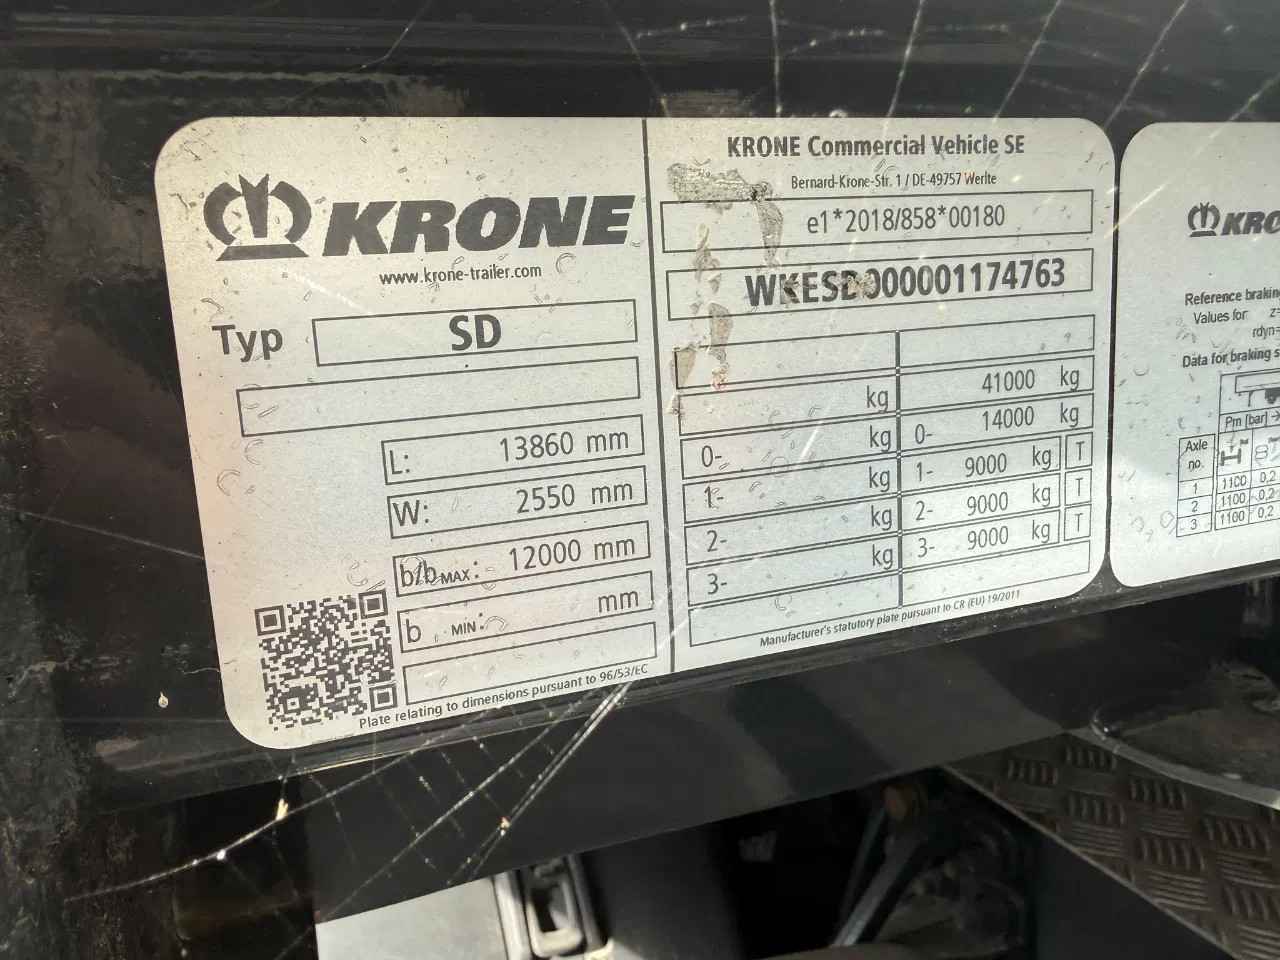 KRONE
www.krone-trailer.com
Typ SD
L: 13860 mm
W: 2550 mm
b/b MAX: 12000 mm
b MIN: mm
Plate relating to dimensions pursuant to 96/53/EC
KRONE Commercial Vehicle SE
Bernard-Krone-Str. 1 / DE-49757 Werlte
e1*2018/858*00180
WKESD000001174763
kg 41000 kg
0- kg 0- 14000 kg
1- kg 1- 9000 kg T
2- kg 2- 9000 kg T
3- kg 3- 9000 kg T
Manufacturer's statutory plate pursuant to CR (EU) 19/2011
Reference braking
Values for z=
rdyn=
Data for braking s
Pm [bar] →
Axle no.
1 1100 0,2
2 1100 0,2
3 1100 0,2